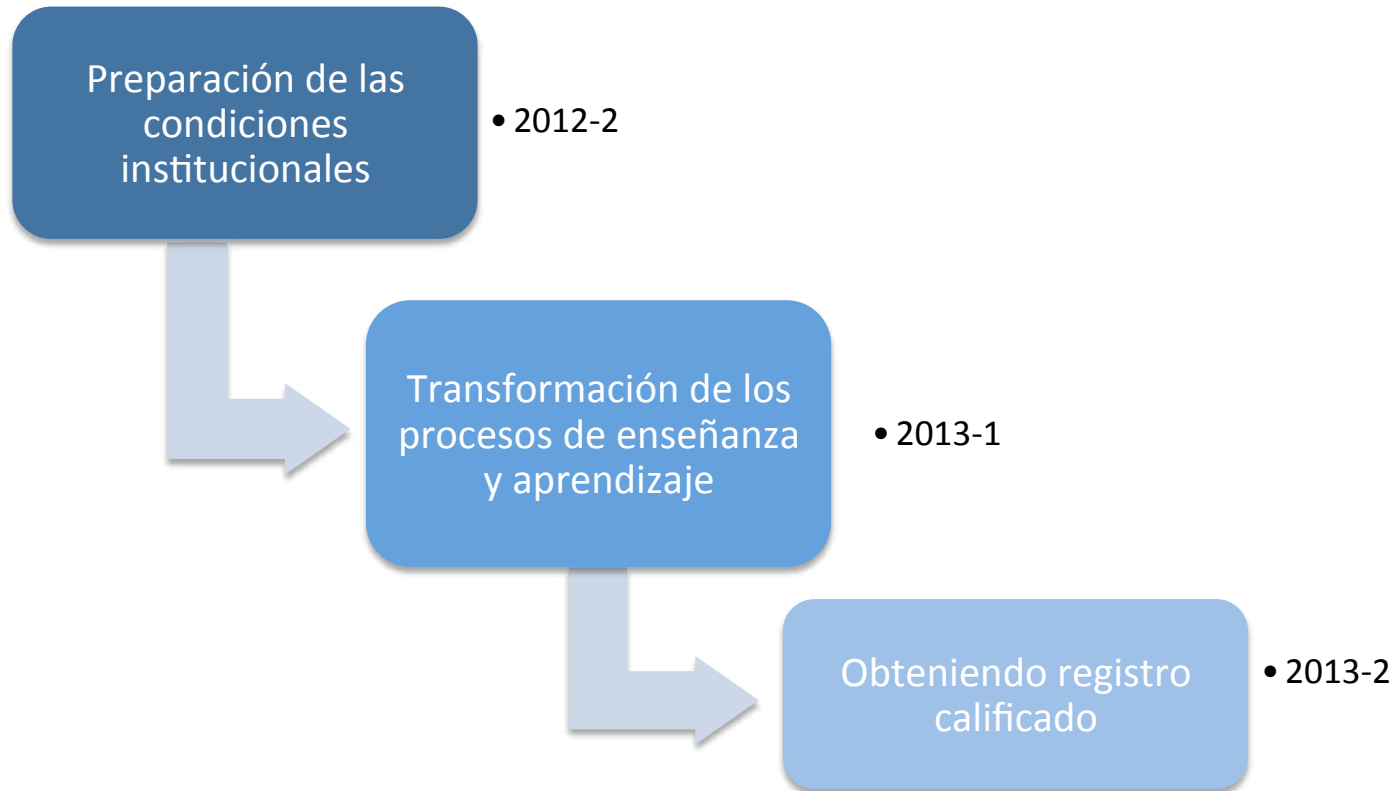 Preparación de las
condiciones
institucionales
• 2012-2
Transformación de los
procesos de enseñanza
y aprendizaje
• 2013-1
Obteniendo registro
calificado
• 2013-2